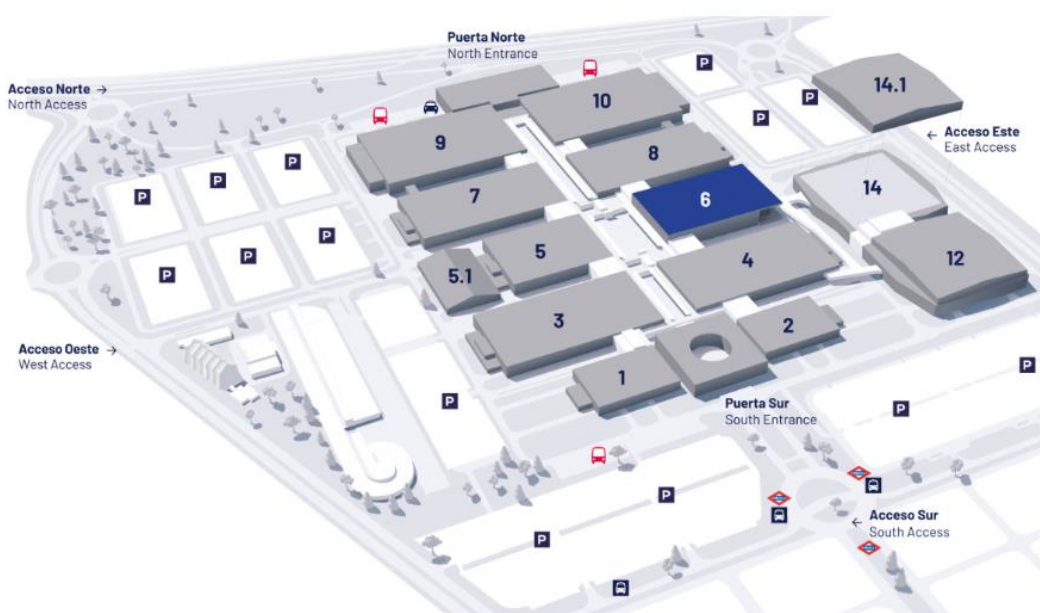 Puerta Norte
North Entrance
Acceso Norte →
North Access
P
14.1
10
P
P
P
Acceso Este
← East Access
9
8
P
P
P
7
6
14
P
P
P
5
5.1
4
12
3
2
Acceso Oeste
West Access →
1
P
P
P
Puerta Sur
South Entrance
P
P
Acceso Sur
← South Access